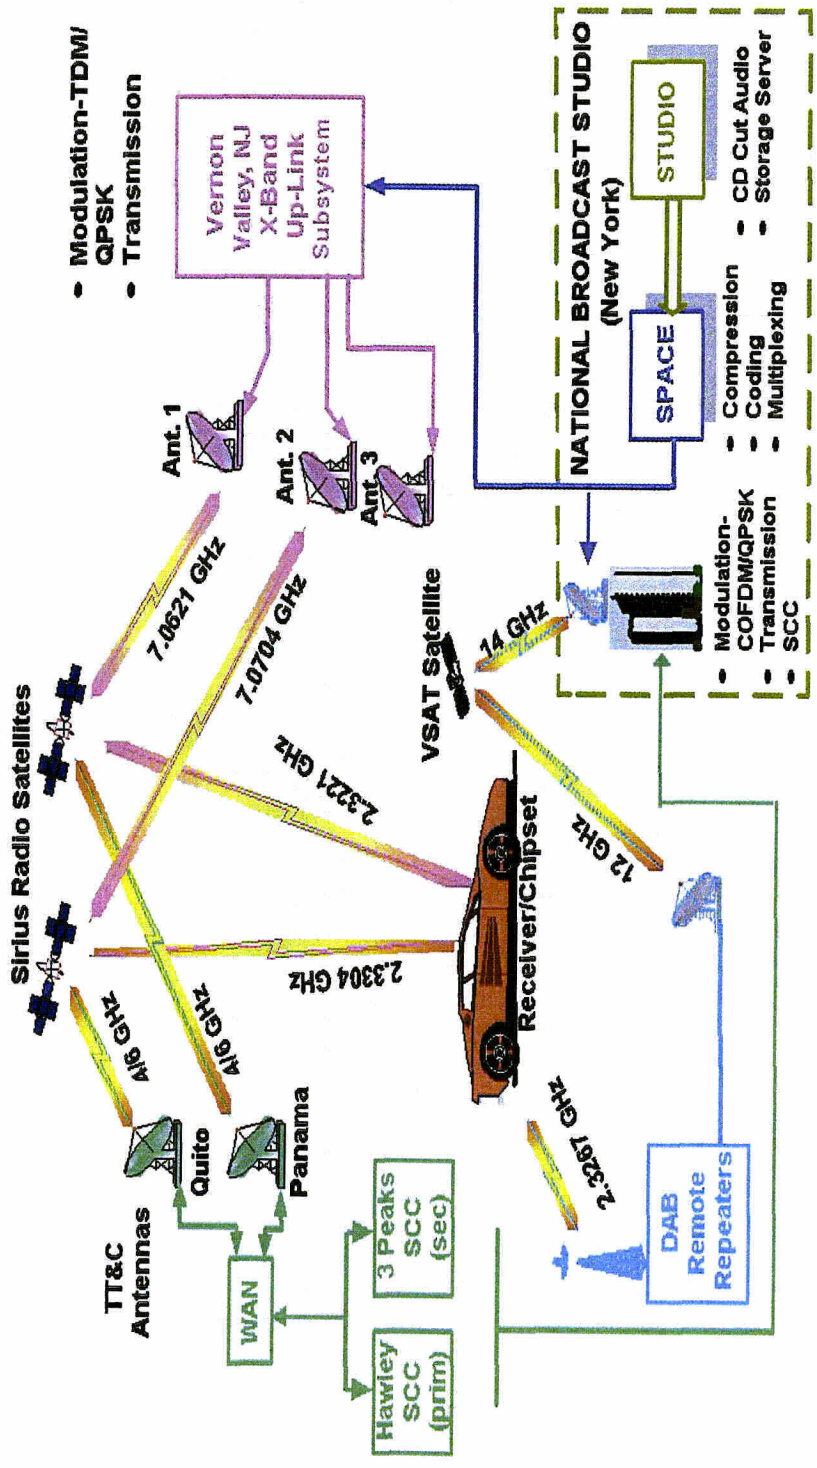 Sirius Radio Satellites
TT&C
Antennas
Quito
Panama
4/6 GHz
4/6 GHz
7.0621 GHz
7.0704 GHz
Ant. 1
Ant. 2
Ant. 3
Vernon
Valley, NJ
X-Band
Up-Link
Subsystem
• Modulation-TDM/
QPSK
• Transmission
WAN
Hawley
SCC
(prim)
3 Peaks
SCC
(sec)
2.3304 GHz
2.3221 GHz
Receiver/Chipset
VSAT Satellite
14 GHz
12 GHz
2.3267 GHz
DAB
Remote
Repeaters
NATIONAL BROADCAST STUDIO
(New York)
SPACE
STUDIO
• Modulation-
COFDM/QPSK
• Transmission
• SCC
• Compression
• Coding
• Multiplexing
• CD Cut Audio
• Storage Server